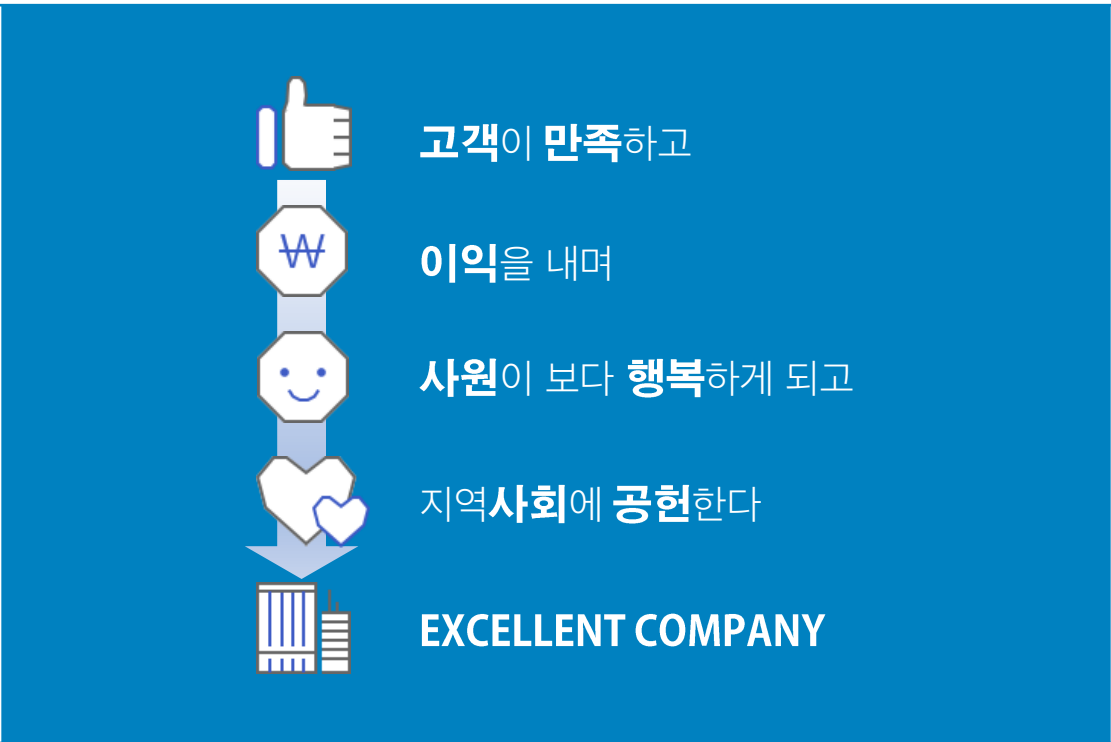 고객이 만족하고
₩
이익을 내며
사원이 보다 행복하게 되고
지역사회에 공헌한다
EXCELLENT COMPANY